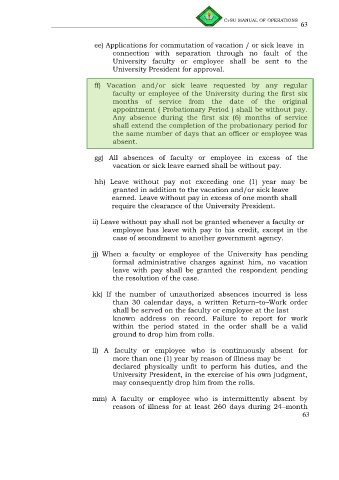 CvSU MANUAL OF OPERATIONS
63
ee) Applications for commutation of vacation / or sick leave in
connection with separation through no fault of the
University faculty or employee shall be sent to the
University President for approval.
ff) Vacation and/or sick leave requested by any regular
faculty or employee of the University during the first six
months of service from the date of the original
appointment ( Probationary Period ) shall be without pay.
Any absence during the first six (6) months of service
shall extend the completion of the probationary period for
the same number of days that an officer or employee was
absent.
gg) All absences of faculty or employee in excess of the
vacation or sick leave earned shall be without pay.
hh) Leave without pay not exceeding one (1) year may be
granted in addition to the vacation and/or sick leave
earned. Leave without pay in excess of one month shall
require the clearance of the University President.
ii) Leave without pay shall not be granted whenever a faculty or
employee has leave with pay to his credit, except in the
case of secondment to another government agency.
jj) When a faculty or employee of the University has pending
formal administrative charges against him, no vacation
leave with pay shall be granted the respondent pending
the resolution of the case.
kk) If the number of unauthorized absences incurred is less
than 30 calendar days, a written Return–to–Work order
shall be served on the faculty or employee at the last
known address on record. Failure to report for work
within the period stated in the order shall be a valid
ground to drop him from rolls.
ll) A faculty or employee who is continuously absent for
more than one (1) year by reason of illness may be
declared physically unfit to perform his duties, and the
University President, in the exercise of his own judgment,
may consequently drop him from the rolls.
mm) A faculty or employee who is intermittently absent by
reason of illness for at least 260 days during 24–month
63